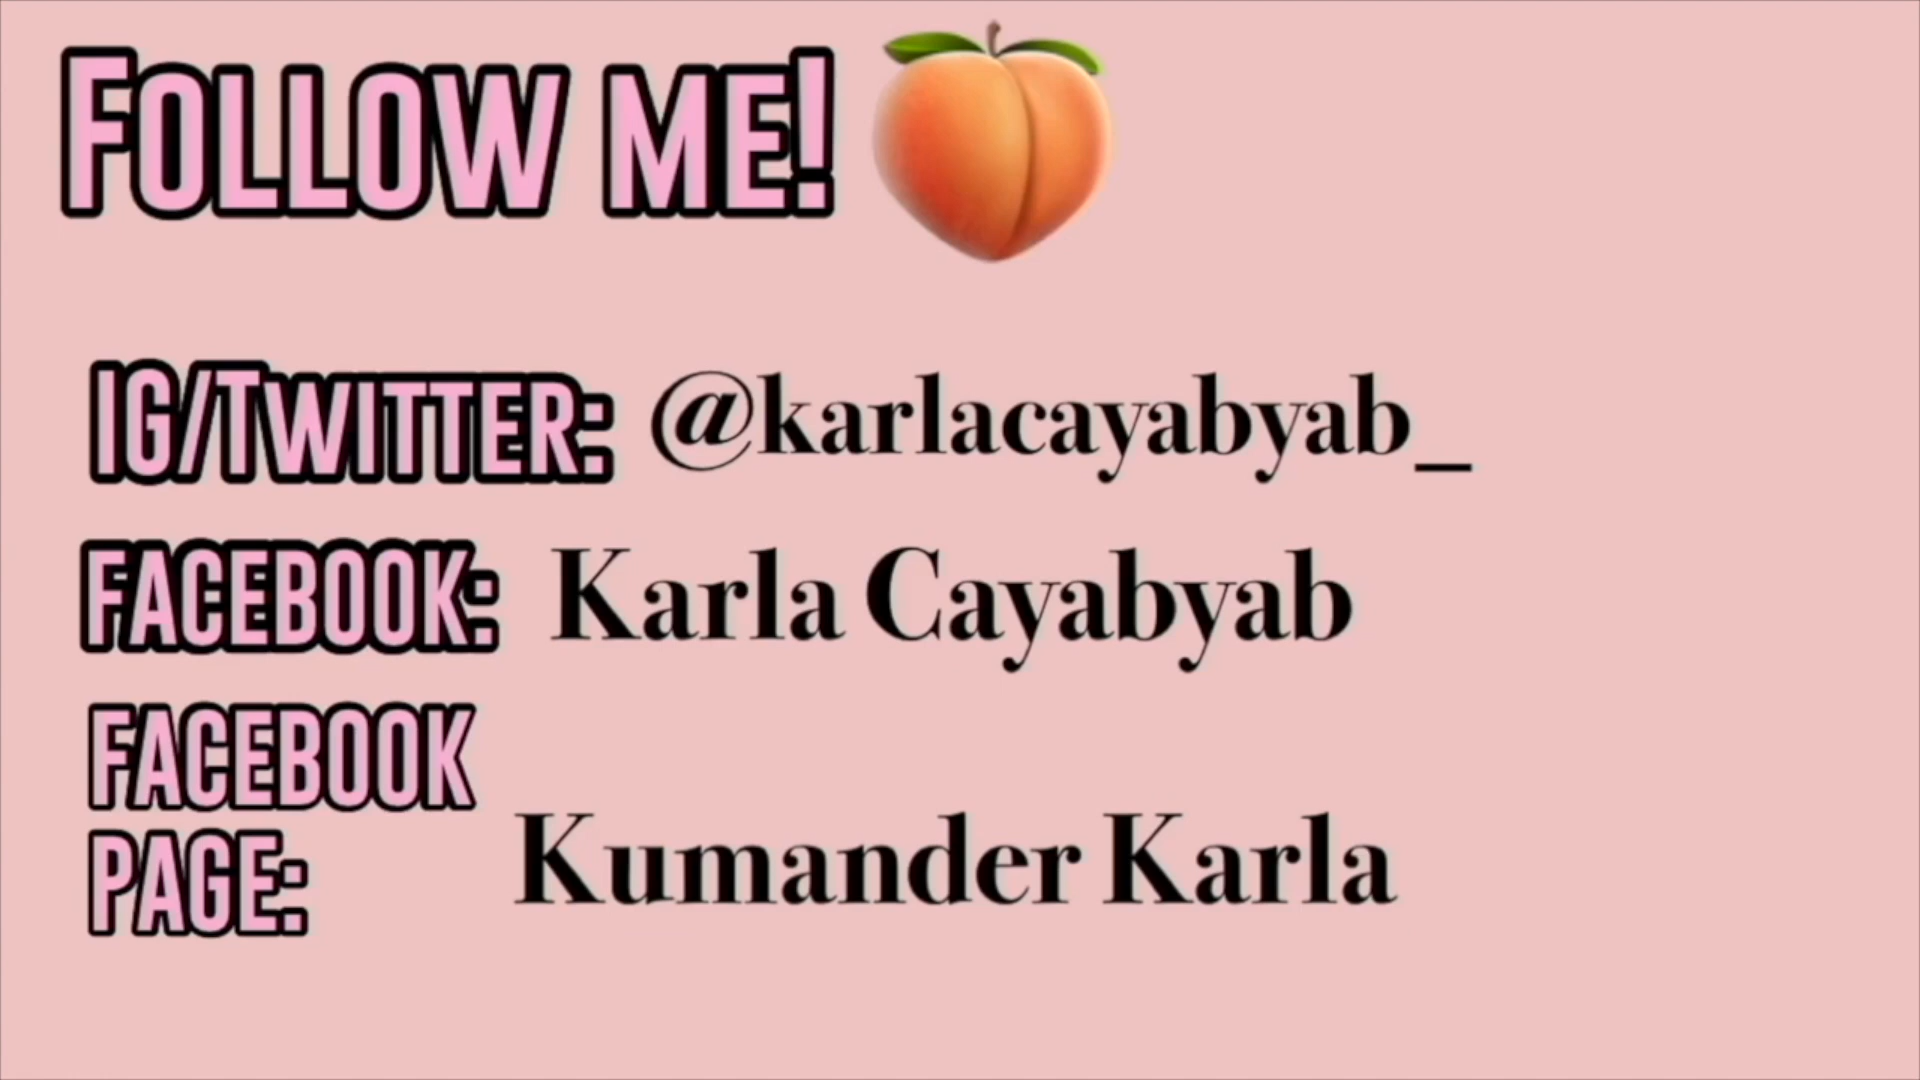 Follow me!
IG/Twitter: @karlacayabyab_
Facebook: Karla Cayabyab
Facebook
Page: Kumander Karla